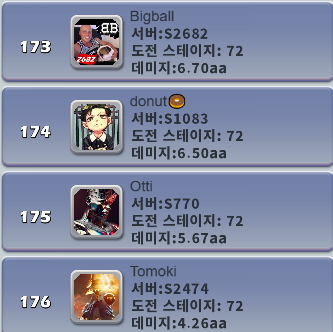 173
Bigball
서버:S2682
도전 스테이지: 72
데미지:6.70aa
BB
2682
174
donut🍩
서버:S1083
도전 스테이지: 72
데미지:6.50aa
175
Otti
서버:S770
도전 스테이지: 72
데미지:5.67aa
176
Tomoki
서버:S2474
도전 스테이지: 72
데미지:4.26aa